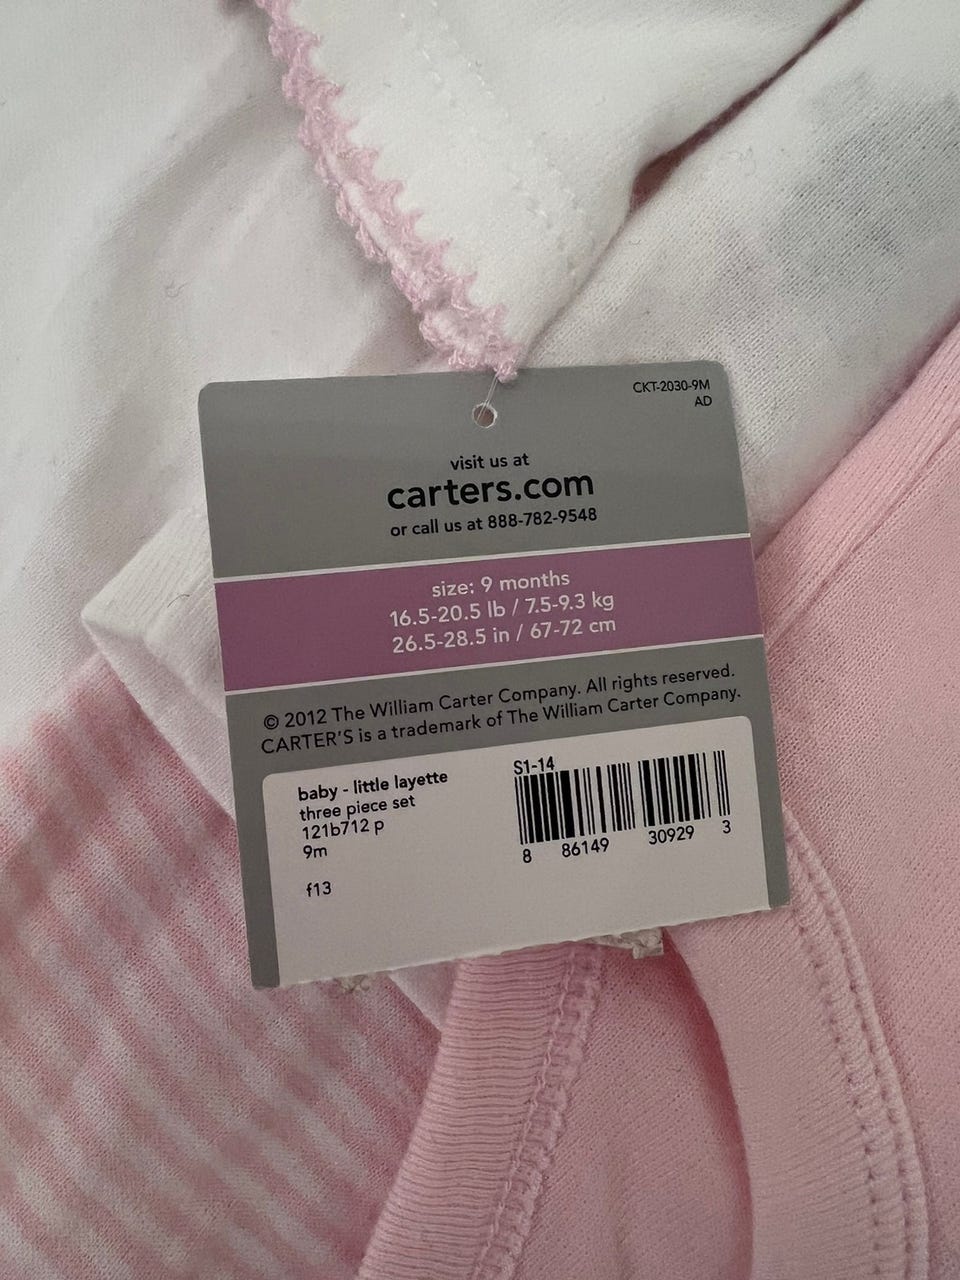 CKT-2030-9M
AD
visit us at
carters.com
or call us at 888-782-9548
size: 9 months
16.5-20.5 lb / 7.5-9.3 kg
26.5-28.5 in / 67-72 cm
© 2012 The William Carter Company. All rights reserved.
CARTER'S is a trademark of The William Carter Company.
baby - little layette
three piece set
121b712 p
9m
f13
S1-14
8 86149 30929 3